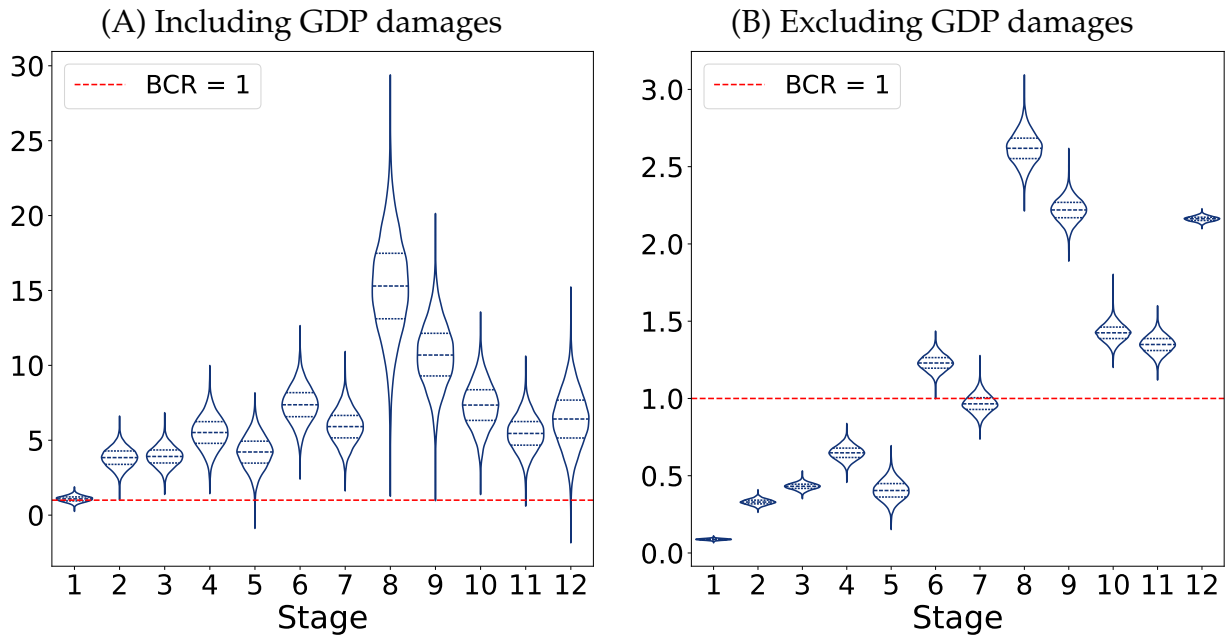 (A) Including GDP damages
BCR = 1
30
25
20
15
10
5
0
1 2 3 4 5 6 7 8 9 10 11 12
Stage
(B) Excluding GDP damages
BCR = 1
3.0
2.5
2.0
1.5
1.0
0.5
0.0
1 2 3 4 5 6 7 8 9 10 11 12
Stage